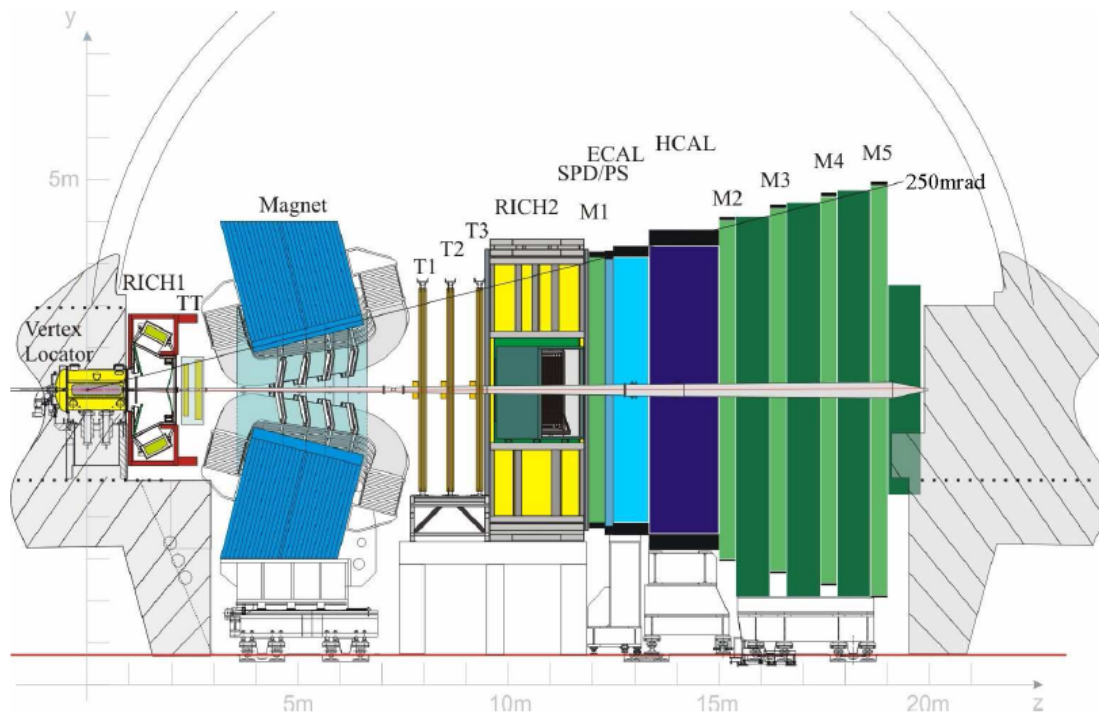 y
5m
Vertex
Locator
RICH1
TT
Magnet
T1
T2
T3
RICH2
M1
SPD/PS
ECAL
HCAL
M2
M3
M4
M5
250mrad
5m
10m
15m
20m
z